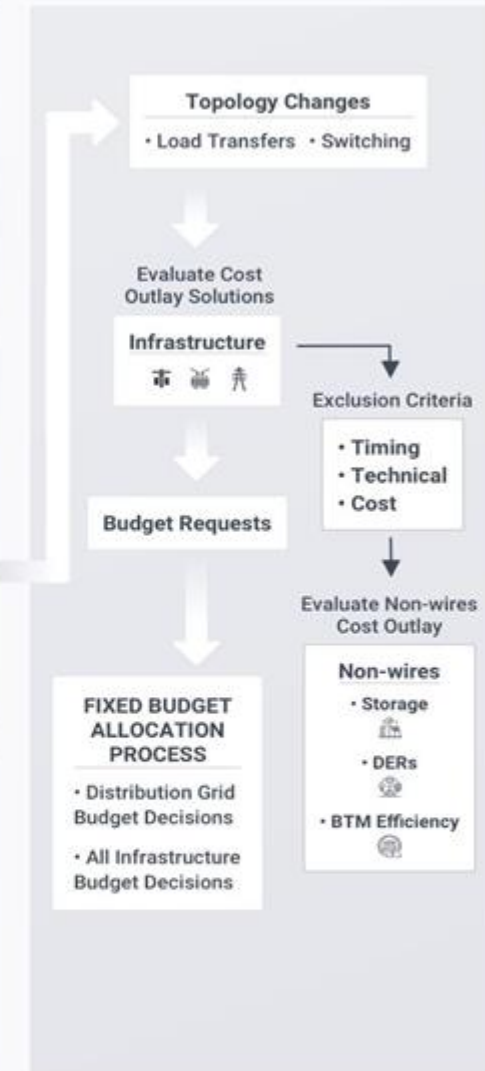 Topology Changes
• Load Transfers • Switching
Evaluate Cost
Outlay Solutions
Infrastructure
Exclusion Criteria
• Timing
• Technical
• Cost
Budget Requests
Evaluate Non-wires
Cost Outlay
Non-wires
• Storage
• DERs
• BTM Efficiency
FIXED BUDGET
ALLOCATION
PROCESS
• Distribution Grid
Budget Decisions
• All Infrastructure
Budget Decisions